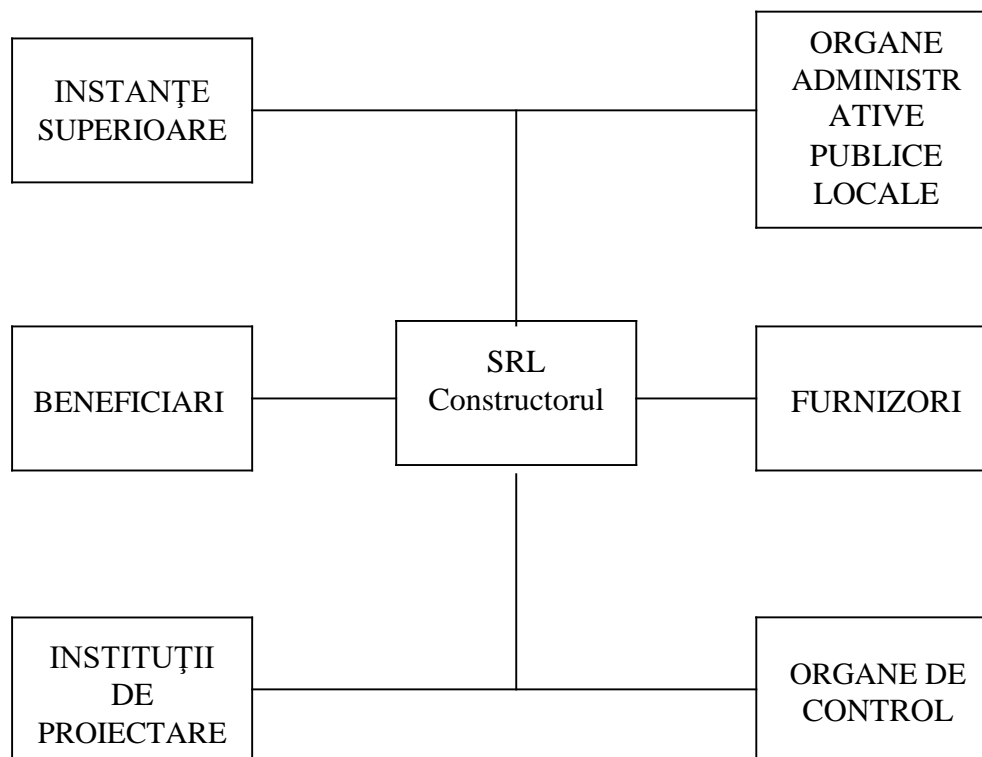 INSTANŢE
SUPERIOARE
ORGANE
ADMINISTR
ATIVE
PUBLICE
LOCALE
BENEFICIARI
SRL
Constructorul
FURNIZORI
INSTITUŢII
DE
PROIECTARE
ORGANE DE
CONTROL